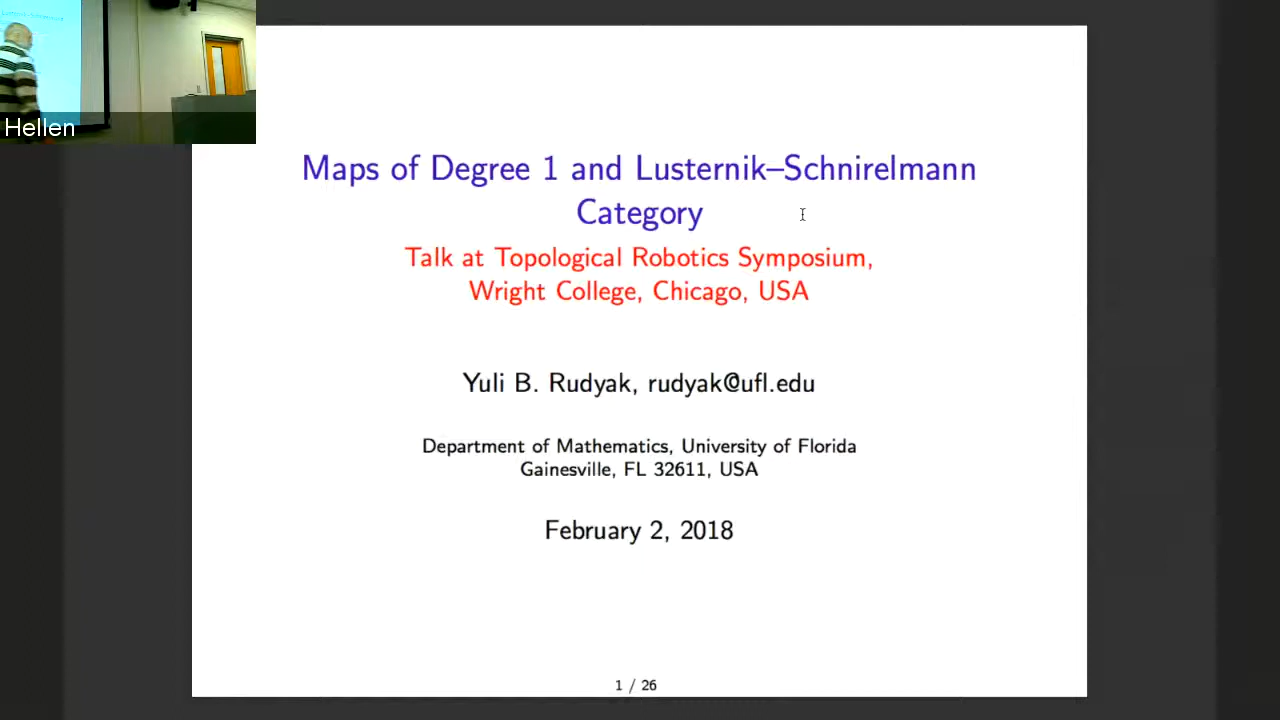 Hellen
Maps of Degree 1 and Lusternik–Schnirelmann
Category
Talk at Topological Robotics Symposium,
Wright College, Chicago, USA
Yuli B. Rudyak, rudyak@ufl.edu
Department of Mathematics, University of Florida
Gainesville, FL 32611, USA
February 2, 2018
1 / 26